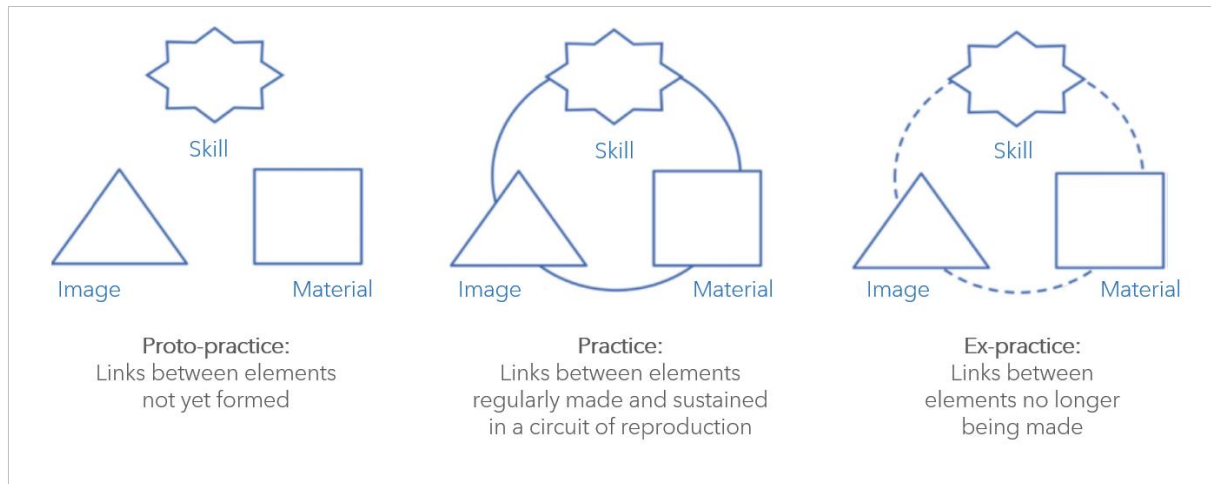 Skill
Image
Material
Proto-practice:
Links between elements
not yet formed
Skill
Image
Material
Practice:
Links between elements
regularly made and sustained
in a circuit of reproduction
Skill
Image
Material
Ex-practice:
Links between
elements no longer
being made